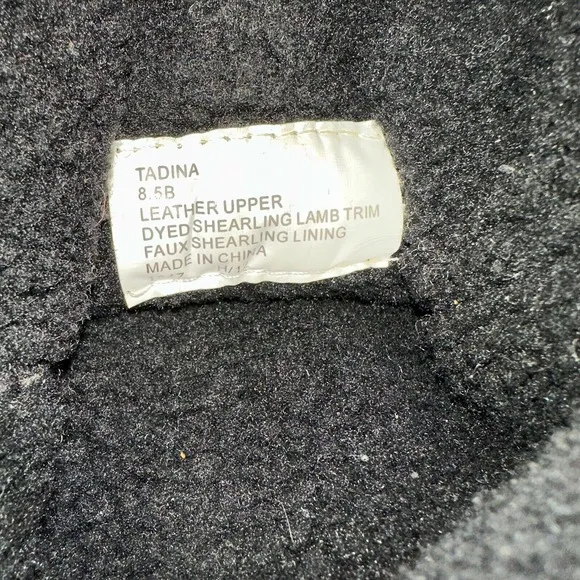 TADINA
8.5B
LEATHER UPPER
DYED SHEARLING LAMB TRIM
FAUX SHEARLING LINING
MADE IN CHINA